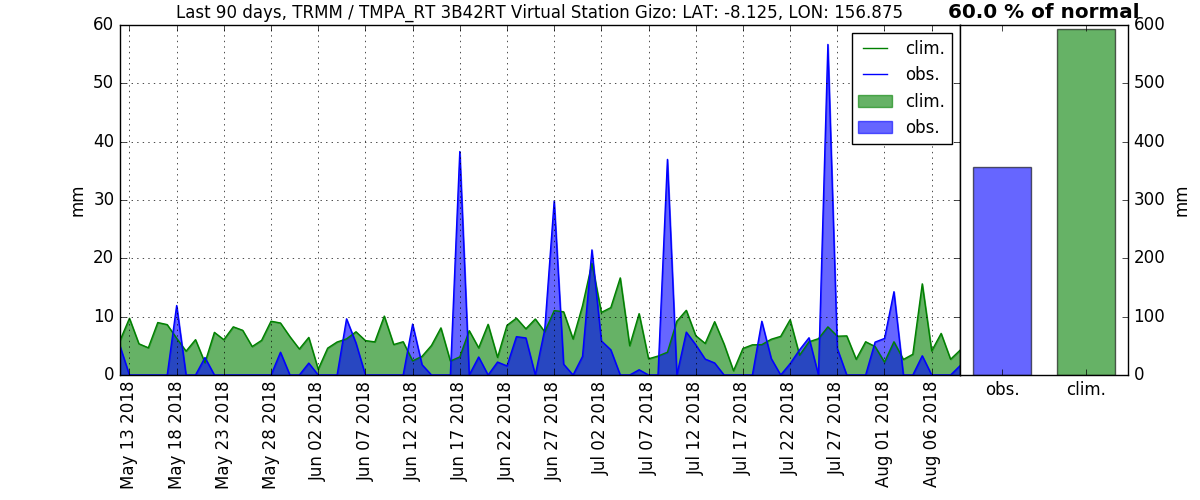 Last 90 days, TRMM / TMPA_RT 3B42RT Virtual Station Gizo: LAT: -8.125, LON: 156.875
60.0 % of normal
60
50
40
30
20
10
0
mm
clim.
obs.
clim.
obs.
May 13 2018
May 18 2018
May 23 2018
May 28 2018
Jun 02 2018
Jun 07 2018
Jun 12 2018
Jun 17 2018
Jun 22 2018
Jun 27 2018
Jul 02 2018
Jul 07 2018
Jul 12 2018
Jul 17 2018
Jul 22 2018
Jul 27 2018
Aug 01 2018
Aug 06 2018
600
500
400
300
200
100
0
mm
obs.
clim.